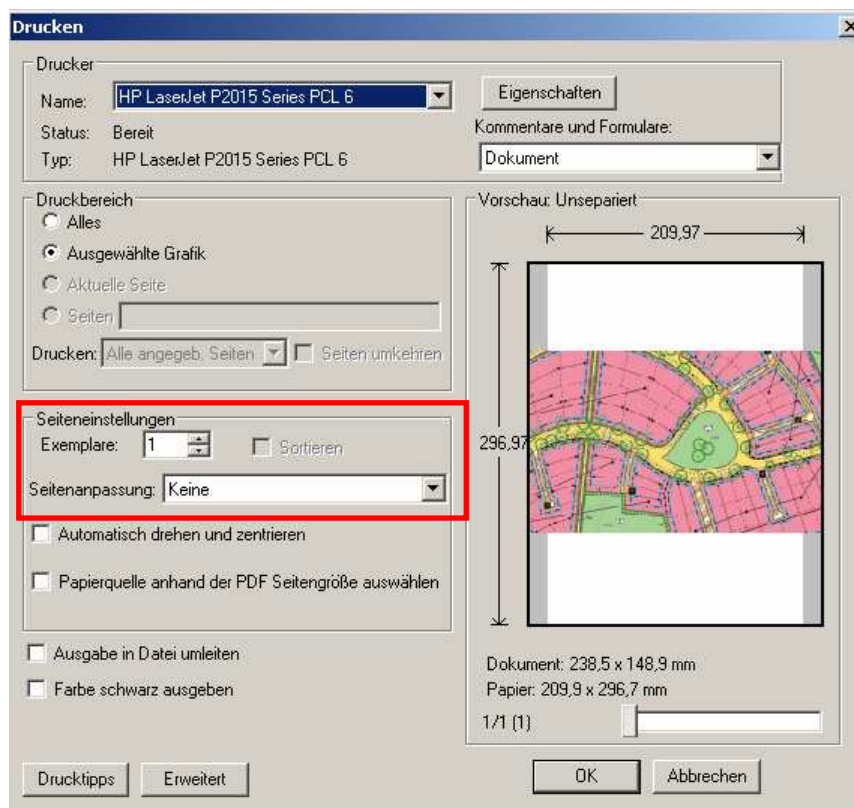 Drucken
Drucker
Name: HP LaserJet P2015 Series PCL 6
Eigenschaften
Status: Bereit
Kommentare und Formulare:
Typ: HP LaserJet P2015 Series PCL 6
Dokument
Druckbereich
Alles
Ausgewählte Grafik
Aktuelle Seite
Seiten
Drucken: Alle angegeb. Seiten Seiten umkehren
Seiteneinstellungen
Exemplare: 1 Sortieren
Seitenanpassung: Keine
Automatisch drehen und zentrieren
Papierquelle anhand der PDF Seitengröße auswählen
Ausgabe in Datei umleiten
Farbe schwarz ausgeben
Vorschau: Unsepariert
209,97
296,97
Dokument: 238,5 x 148,9 mm
Papier: 209,9 x 296,7 mm
1/1 (1)
Drucktipps Erweitert OK Abbrechen